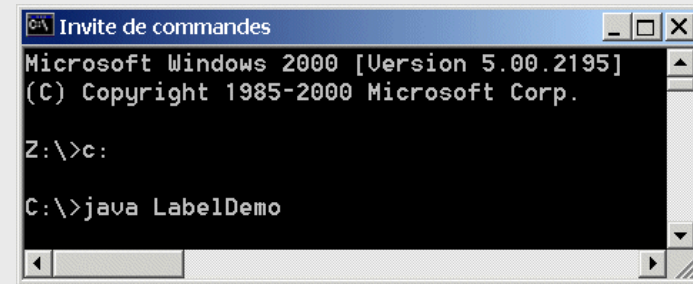 Invite de commandes
Microsoft Windows 2000 [Version 5.00.2195]
(C) Copyright 1985-2000 Microsoft Corp.
Z:\>c:
C:\>java LabelDemo